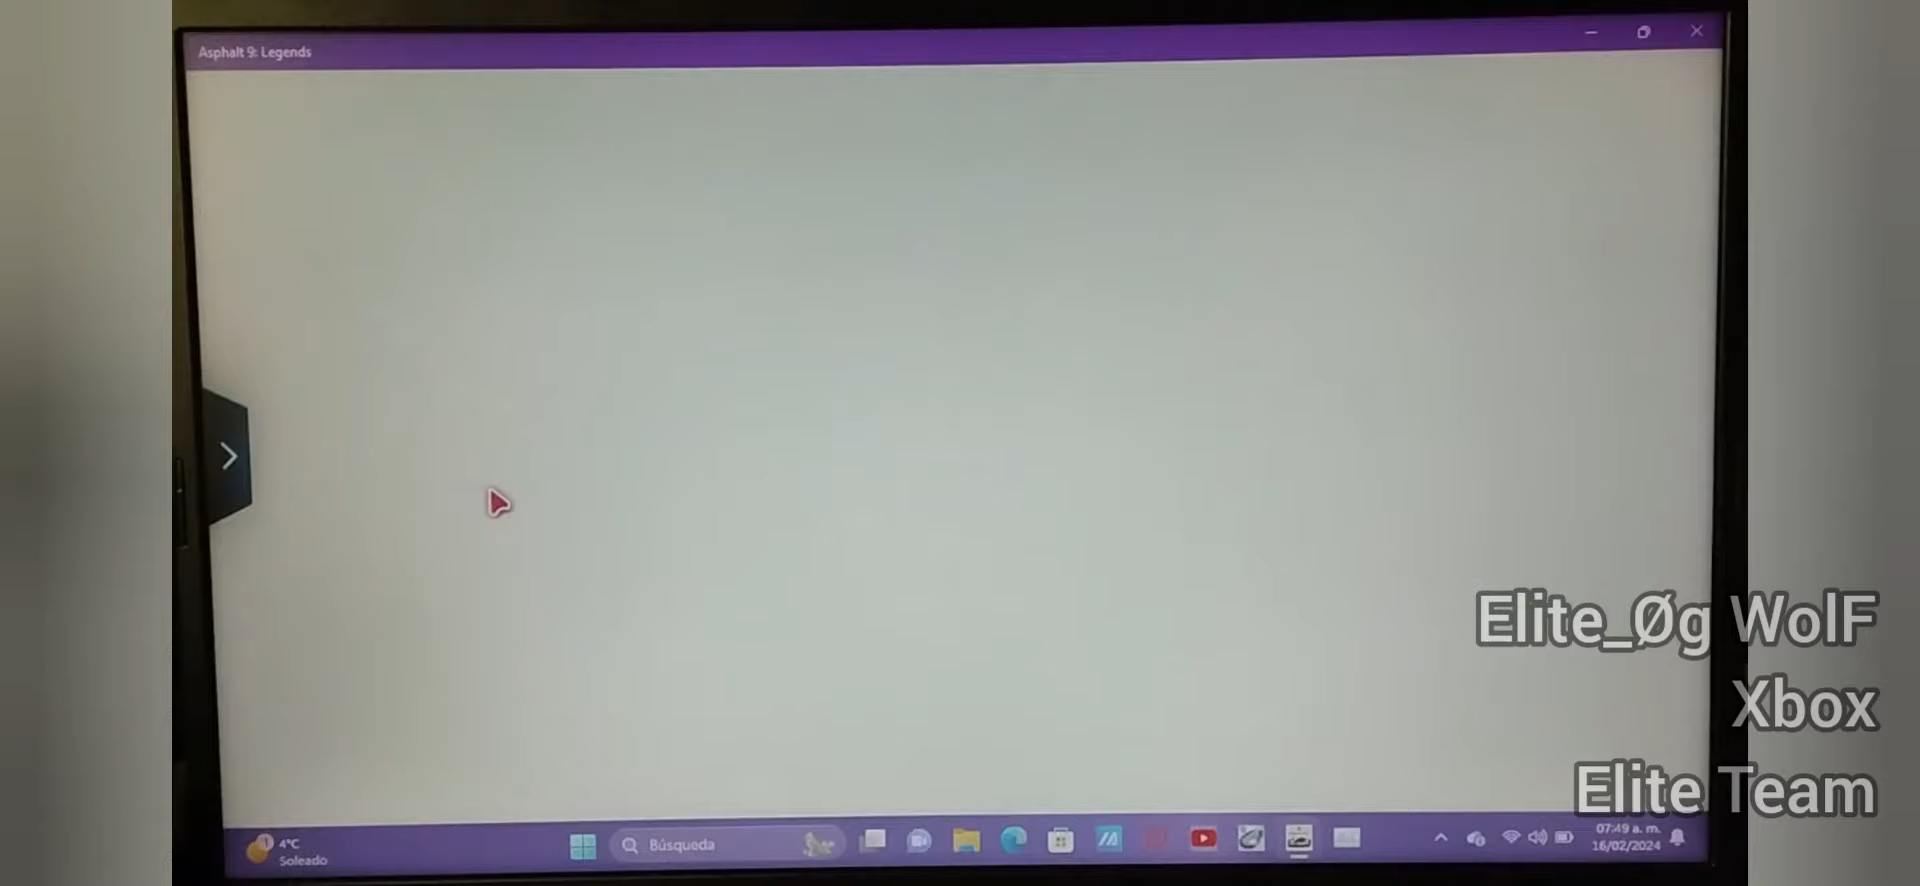 Asphalt 9: Legends
Elite_Øg WolF
Xbox
Elite Team
4°C
Soleado
Búsqueda
07:49 a. m.
16/02/2024